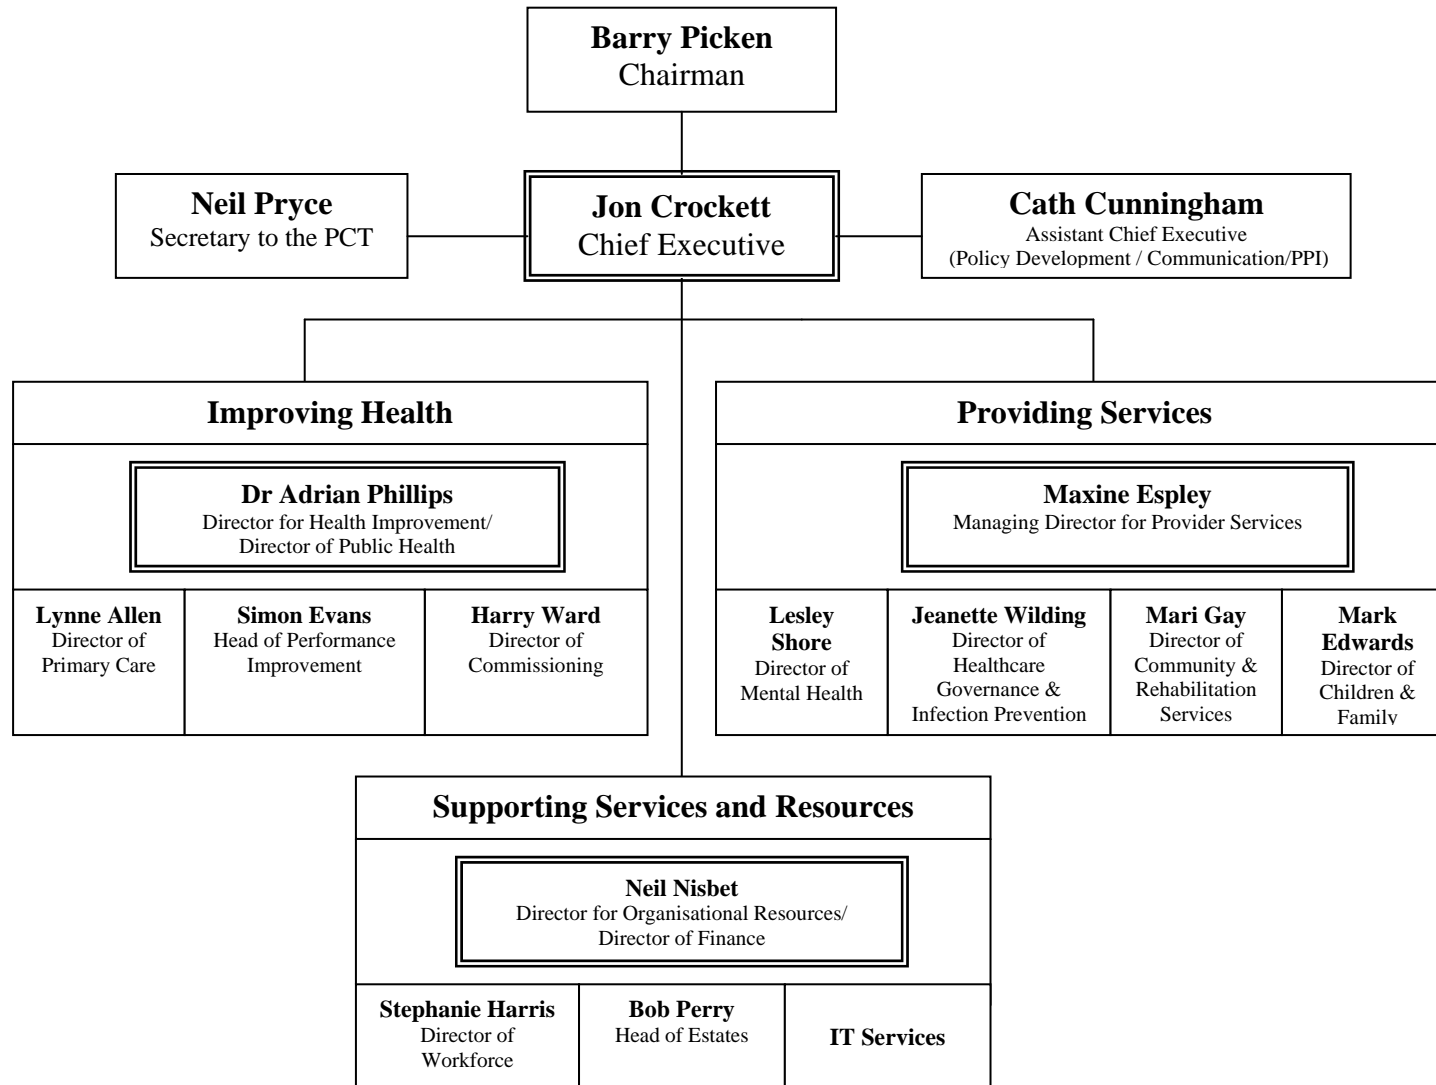 Barry Picken
Chairman
Neil Pryce
Secretary to the PCT
Jon Crockett
Chief Executive
Cath Cunningham
Assistant Chief Executive
(Policy Development / Communication/PPI)
Improving Health
Dr Adrian Phillips
Director for Health Improvement/
Director of Public Health
Lynne Allen
Director of
Primary Care
Simon Evans
Head of Performance
Improvement
Harry Ward
Director of
Commissioning
Providing Services
Maxine Espley
Managing Director for Provider Services
Lesley
Shore
Director of
Mental Health
Jeanette Wilding
Director of
Healthcare
Governance &
Infection Prevention
Mari Gay
Director of
Community &
Rehabilitation
Services
Mark
Edwards
Director of
Children &
Family
Supporting Services and Resources
Neil Nisbet
Director for Organisational Resources/
Director of Finance
Stephanie Harris
Director of
Workforce
Bob Perry
Head of Estates
IT Services